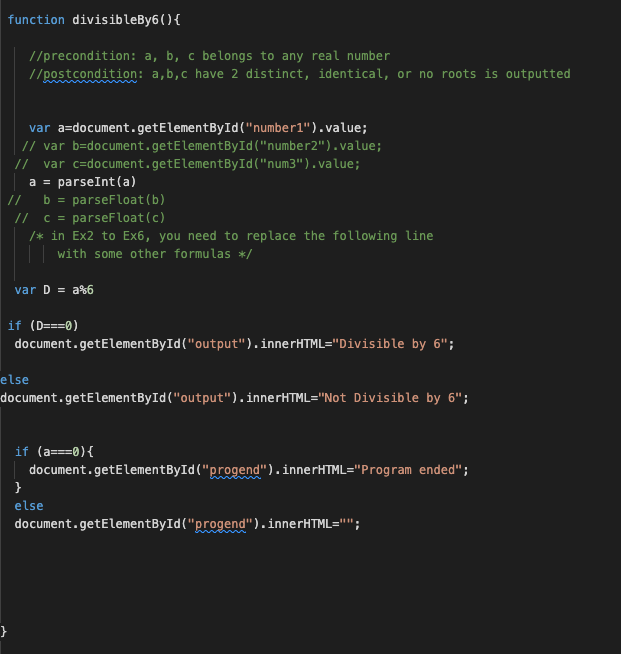 function divisibleBy6(){
//precondition: a, b, c belongs to any real number
//postcondition: a,b,c have 2 distinct, identical, or no roots is outputted
var a=document.getElementById("number1").value;
// var b=document.getElementById("number2").value;
//  var c=document.getElementById("num3").value;
a = parseInt(a)
//   b = parseFloat(b)
//  c = parseFloat(c)
/* in Ex2 to Ex6, you need to replace the following line
with some other formulas */
var D = a%6
if (D===0)
document.getElementById("output").innerHTML="Divisible by 6";
else
document.getElementById("output").innerHTML="Not Divisible by 6";
if (a===0){
document.getElementById("progend").innerHTML="Program ended";
}
else
document.getElementById("progend").innerHTML="";
}